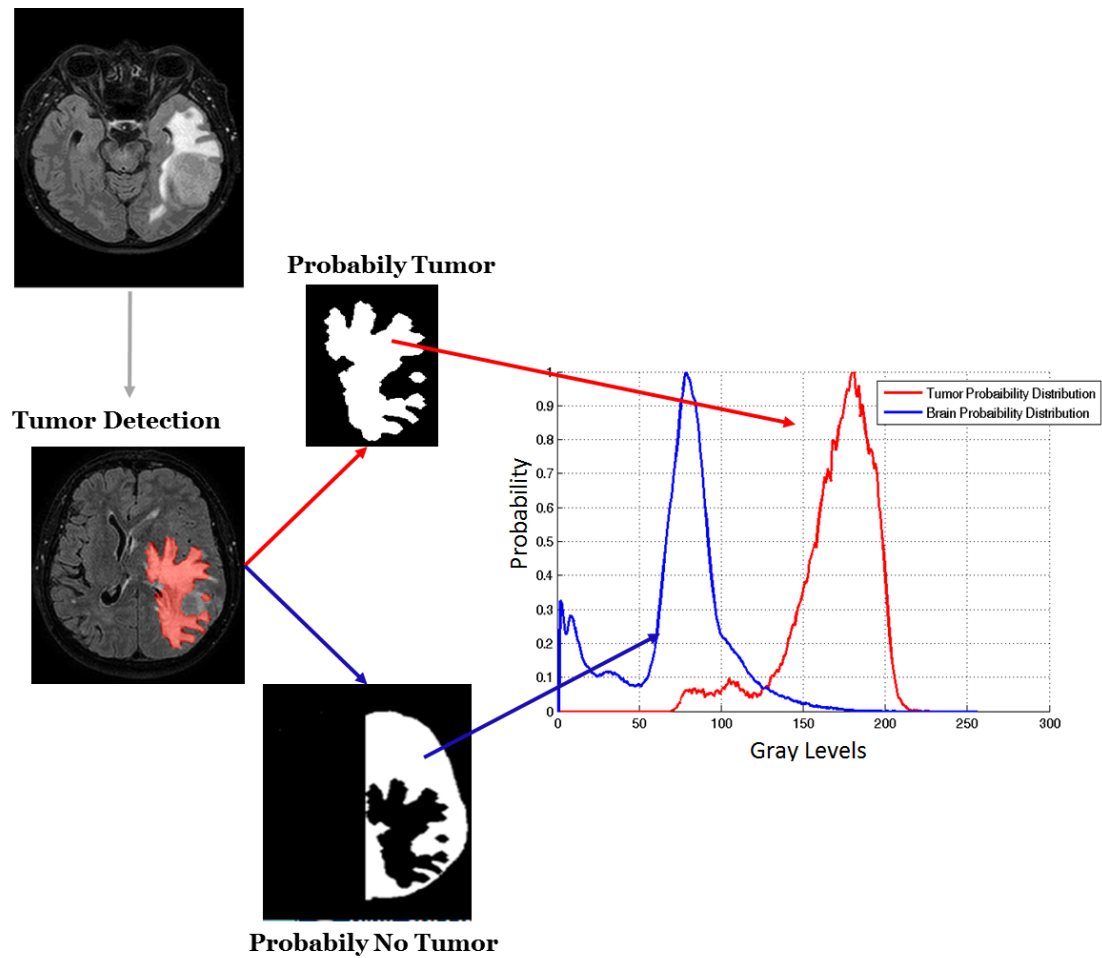 Probabily Tumor
Tumor Detection
Probabily No Tumor
Tumor Probaibility Distribution
Brain Probaibility Distribution
Probability
1
0.9
0.8
0.7
0.6
0.5
0.4
0.3
0.2
0.1
0
0 50 100 150 200 250 300
Gray Levels